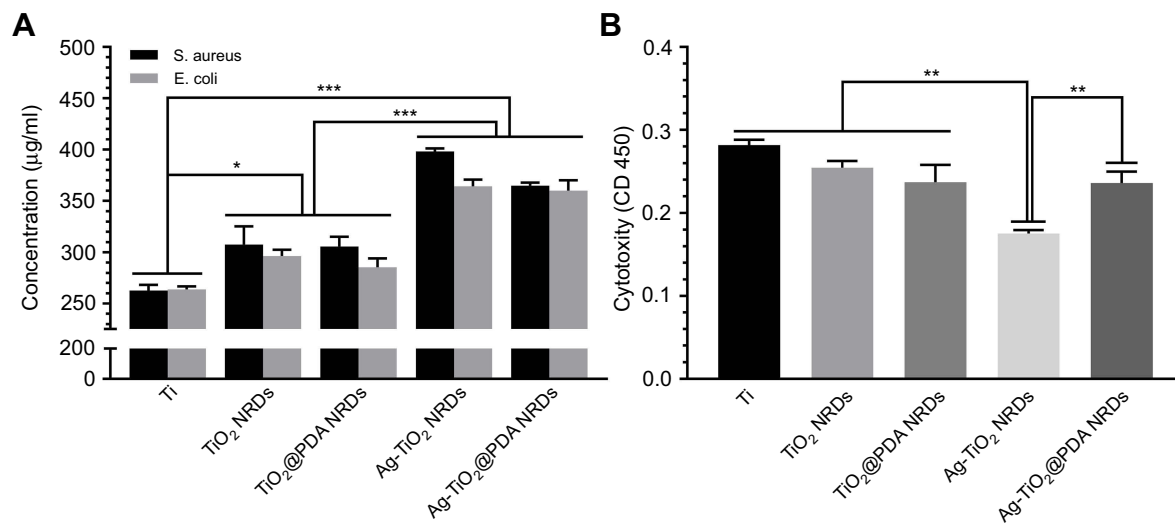 A
500
450
400
350
300
250
200
0
Concentration (μg/ml)
S. aureus
E. coli
***
***
*
Ti
TiO₂ NRDs
TiO₂@PDA NRDs
Ag-TiO₂ NRDs
Ag-TiO₂@PDA NRDs
B
0.4
0.3
0.2
0.1
0.0
Cytotoxity (CD 450)
**
**
Ti
TiO₂ NRDs
TiO₂@PDA NRDs
Ag-TiO₂ NRDs
Ag-TiO₂@PDA NRDs